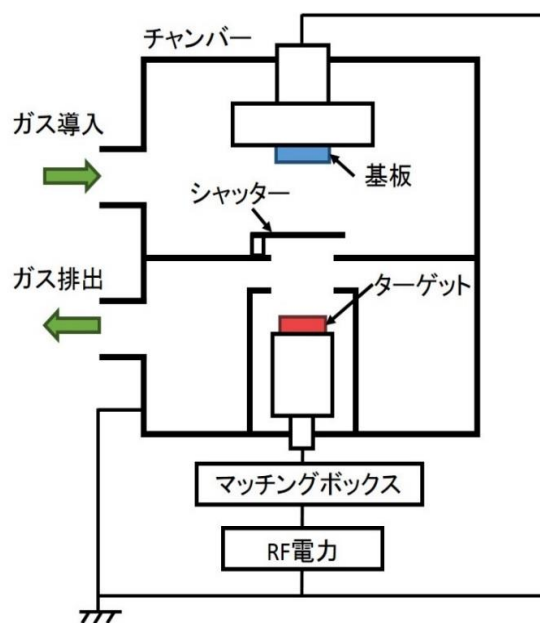 チャンバー
ガス導入
基板
シャッター
ガス排出
ターゲット
マッチングボックス
RF電力